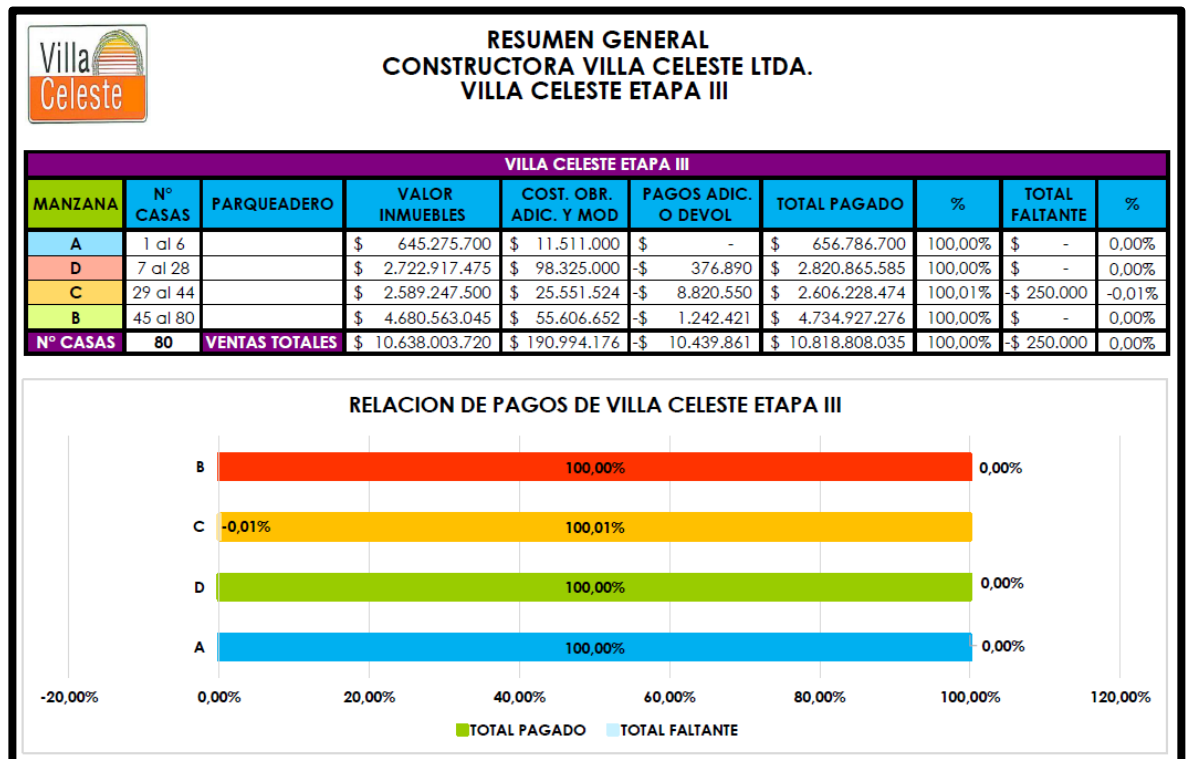 Villa
Celeste
RESUMEN GENERAL
CONSTRUCTORA VILLA CELESTE LTDA.
VILLA CELESTE ETAPA III
VILLA CELESTE ETAPA III
MANZANA N° CASAS PARQUEADERO VALOR INMUEBLES COST. OBR. ADIC. Y MOD PAGOS ADIC. O DEVOL TOTAL PAGADO % TOTAL FALTANTE %
A 1 al 6 $ 645.275.700 $ 11.511.000 $ - $ 656.786.700 100,00% $ - 0,00%
D 7 al 28 $ 2.722.917.475 $ 98.325.000 -$ 376.890 $ 2.820.865.585 100,00% $ - 0,00%
C 29 al 44 $ 2.589.247.500 $ 25.551.524 -$ 8.820.550 $ 2.606.228.474 100,01% -$ 250.000 -0,01%
B 45 al 80 $ 4.680.563.045 $ 55.606.652 -$ 1.242.421 $ 4.734.927.276 100,00% $ - 0,00%
N° CASAS 80 VENTAS TOTALES $ 10.638.003.720 $ 190.994.176 -$ 10.439.861 $ 10.818.808.035 100,00% -$ 250.000 0,00%
RELACION DE PAGOS DE VILLA CELESTE ETAPA III
B 100,00% 0,00%
C -0,01% 100,01%
D 100,00% 0,00%
A 100,00% 0,00%
-20,00% 0,00% 20,00% 40,00% 60,00% 80,00% 100,00% 120,00%
TOTAL PAGADO TOTAL FALTANTE